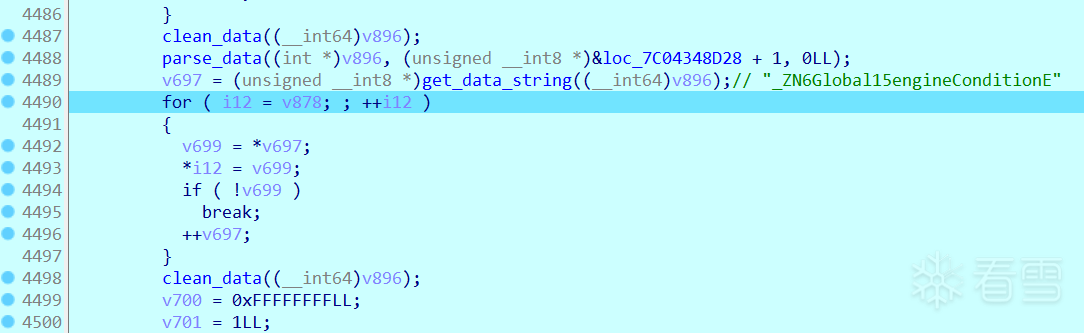 4486 }
4487 clean_data((__int64)v896);
4488 parse_data((int *)v896, (unsigned __int8 *)&loc_7C04348D28 + 1, 0LL);
4489 v697 = (unsigned __int8 *)get_data_string((__int64)v896);// "_ZN6Global15engineConditionE"
4490 for ( i12 = v878; ; ++i12 )
4491 {
4492 v699 = *v697;
4493 *i12 = v699;
4494 if ( !v699 )
4495 break;
4496 ++v697;
4497 }
4498 clean_data((__int64)v896);
4499 v700 = 0xFFFFFFFFLL;
4500 v701 = 1LL;
看雪